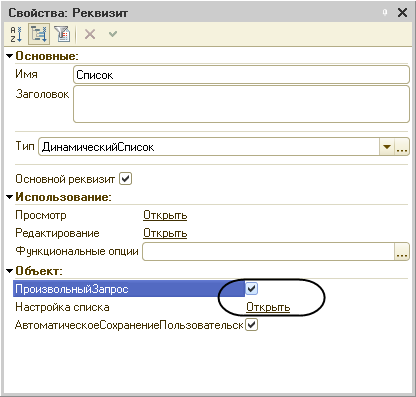 Свойства: Реквизит
Основные:
Имя Список
Заголовок
Тип ДинамическийСписок
Основной реквизит
Использование:
Просмотр Открыть
Редактирование Открыть
Функциональные опции
Объект:
ПроизвольныйЗапрос
Настройка списка Открыть
АвтоматическоеСохранениеПользовательск